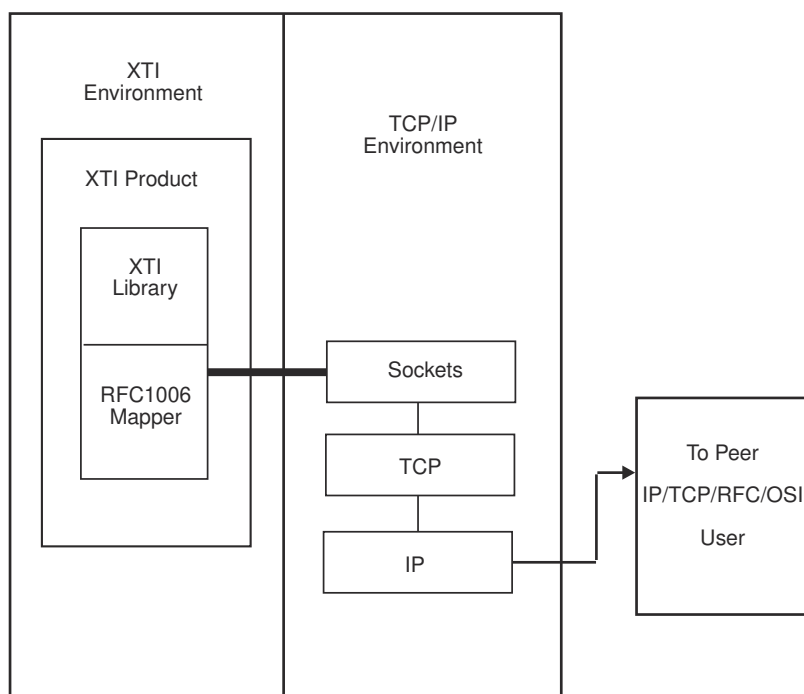 XTI
Environment
XTI Product
XTI
Library
RFC1006
Mapper
TCP/IP
Environment
Sockets
TCP
IP
To Peer
IP/TCP/RFC/OSI
User